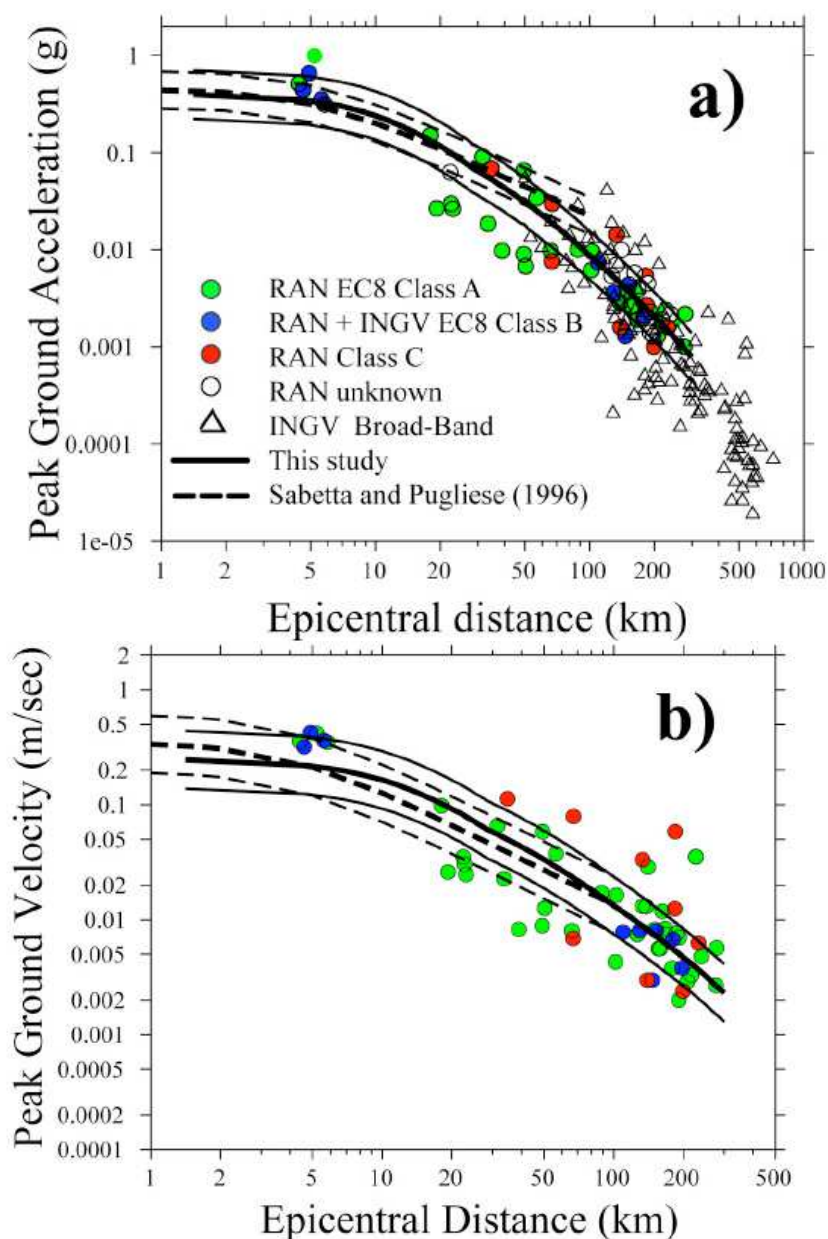 Peak Ground Acceleration (g)
1
0.1
0.01
0.001
0.0001
1e-05
a)
RAN EC8 Class A
RAN + INGV EC8 Class B
RAN Class C
RAN unknown
INGV Broad-Band
This study
Sabetta and Pugliese (1996)
1 2 5 10 20 50 100 200 500 1000
Epicentral distance (km)
Peak Ground Velocity (m/sec)
2
1
0.5
0.2
0.1
0.05
0.02
0.01
0.005
0.002
0.001
0.0005
0.0002
0.0001
b)
1 2 5 10 20 50 100 200 500
Epicentral Distance (km)